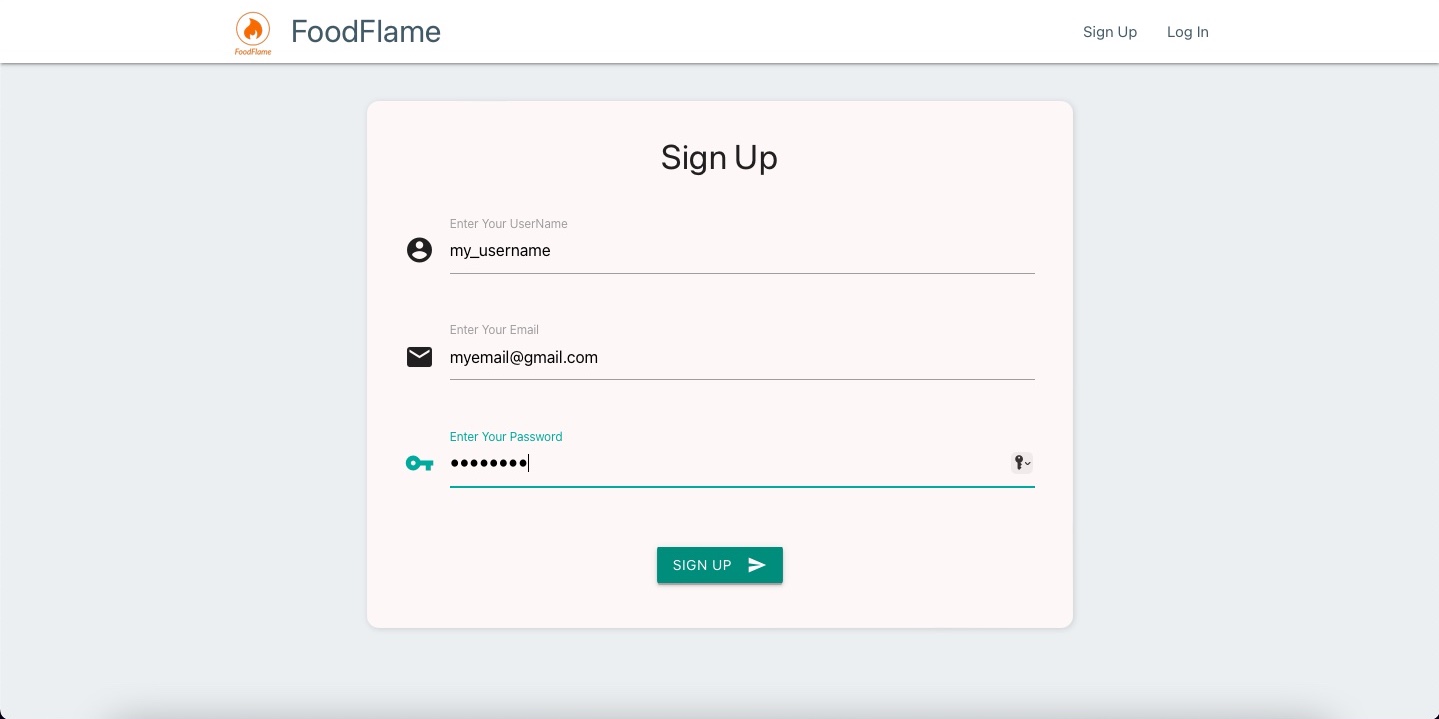 FoodFlame
FoodFlame
Sign Up
Log In
Sign Up
Enter Your UserName
my_username
Enter Your Email
myemail@gmail.com
Enter Your Password
••••••••
SIGN UP